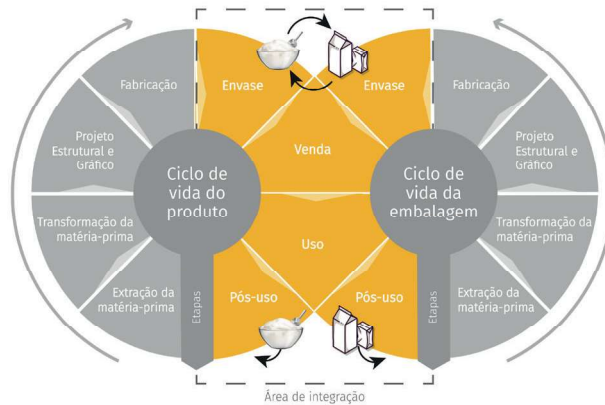 Fabricação
Envase
Envase
Fabricação
Projeto
Estrutural e
Gráfico
Venda
Projeto
Estrutural e
Gráfico
Ciclo de
vida do
produto
Ciclo de
vida da
embalagem
Transformação da
matéria-prima
Uso
Transformação da
matéria-prima
Extração da
matéria-prima
Etapas
Pós-uso
Pós-uso
Etapas
Extração da
matéria-prima
Área de integração